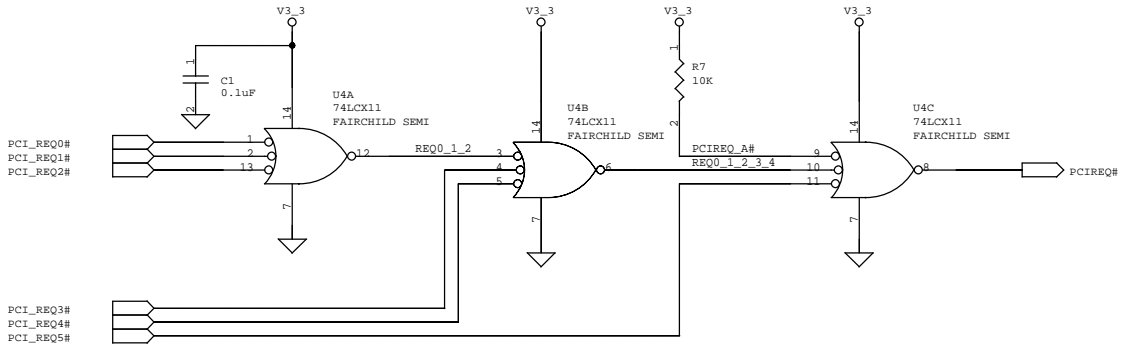 V3_3
V3_3
V3_3
V3_3
1
C1
0.1uF
2
1
R7
10K
2
U4A
74LCX11
FAIRCHILD SEMI
14
U4B
74LCX11
FAIRCHILD SEMI
14
U4C
74LCX11
FAIRCHILD SEMI
14
PCI_REQ0#
1
PCI_REQ1#
2
PCI_REQ2#
13
12
REQ0_1_2
3
4
5
6
PCIREQ_A#
REQ0_1_2_3_4
9
10
11
8
PCIREQ#
7
7
7
PCI_REQ3#
PCI_REQ4#
PCI_REQ5#